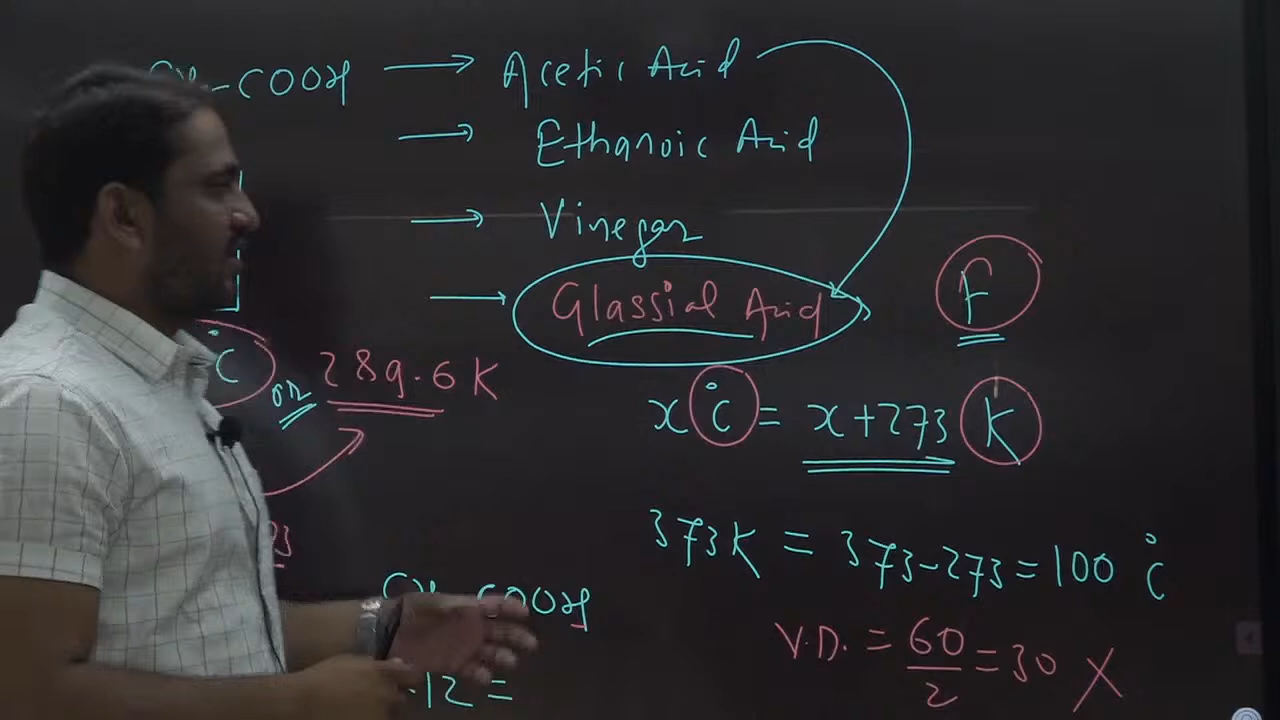 -COOH → Acetic Acid
→ Ethanoic Acid
→ Vinegar
→ Glassial Acid
F
°C or 289.6 K
x °C = x+273 K
373K = 373-273 = 100 °C
COOH
V.D. = 60/2 = 30 X
.12 =